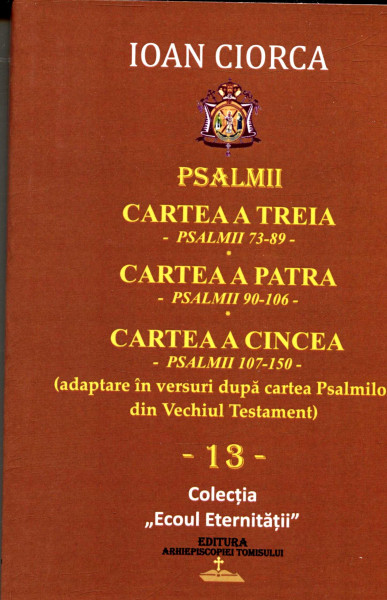 IOAN CIORCA
PSALMII
CARTEA A TREIA
- PSALMII 73-89 -
•
CARTEA A PATRA
- PSALMII 90-106 -
•
CARTEA A CINCEA
- PSALMII 107-150 -
(adaptare în versuri după cartea Psalmilo
din Vechiul Testament)
- 13 -
Colecția
„Ecoul Eternității”
EDITURA
ARHIEPISCOPIEI TOMISULUI